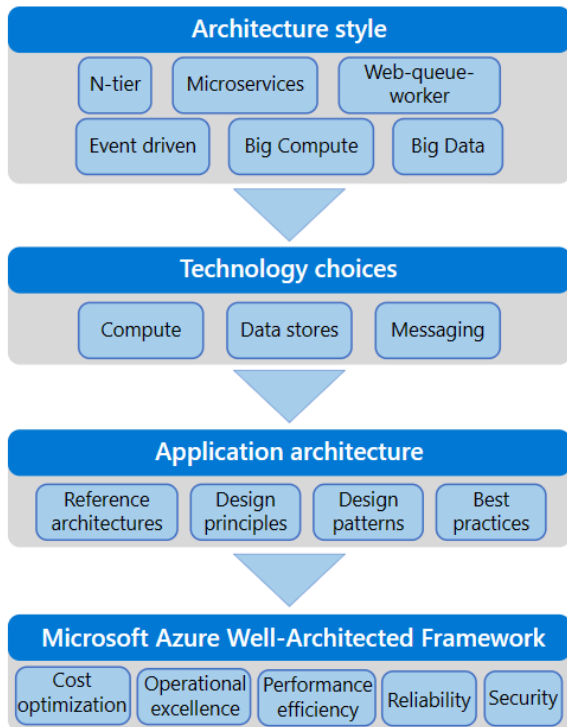 Architecture style
N-tier
Microservices
Web-queue-
worker
Event driven
Big Compute
Big Data
Technology choices
Compute
Data stores
Messaging
Application architecture
Reference
architectures
Design
principles
Design
patterns
Best
practices
Microsoft Azure Well-Architected Framework
Cost
optimization
Operational
excellence
Performance
efficiency
Reliability
Security